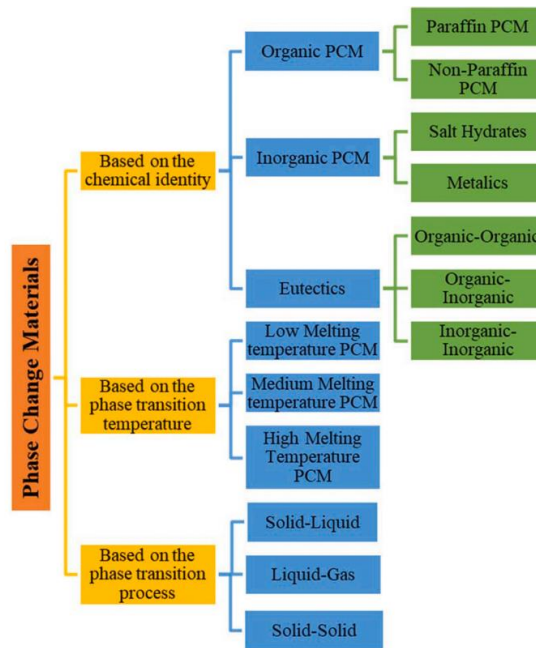 Phase Change Materials
Based on the
chemical identity
Organic PCM
Paraffin PCM
Non-Paraffin
PCM
Inorganic PCM
Salt Hydrates
Metalics
Eutectics
Organic-Organic
Organic-
Inorganic
Inorganic-
Inorganic
Based on the
phase transition
temperature
Low Melting
temperature PCM
Medium Melting
temperature PCM
High Melting
Temperature
PCM
Based on the
phase transition
process
Solid-Liquid
Liquid-Gas
Solid-Solid